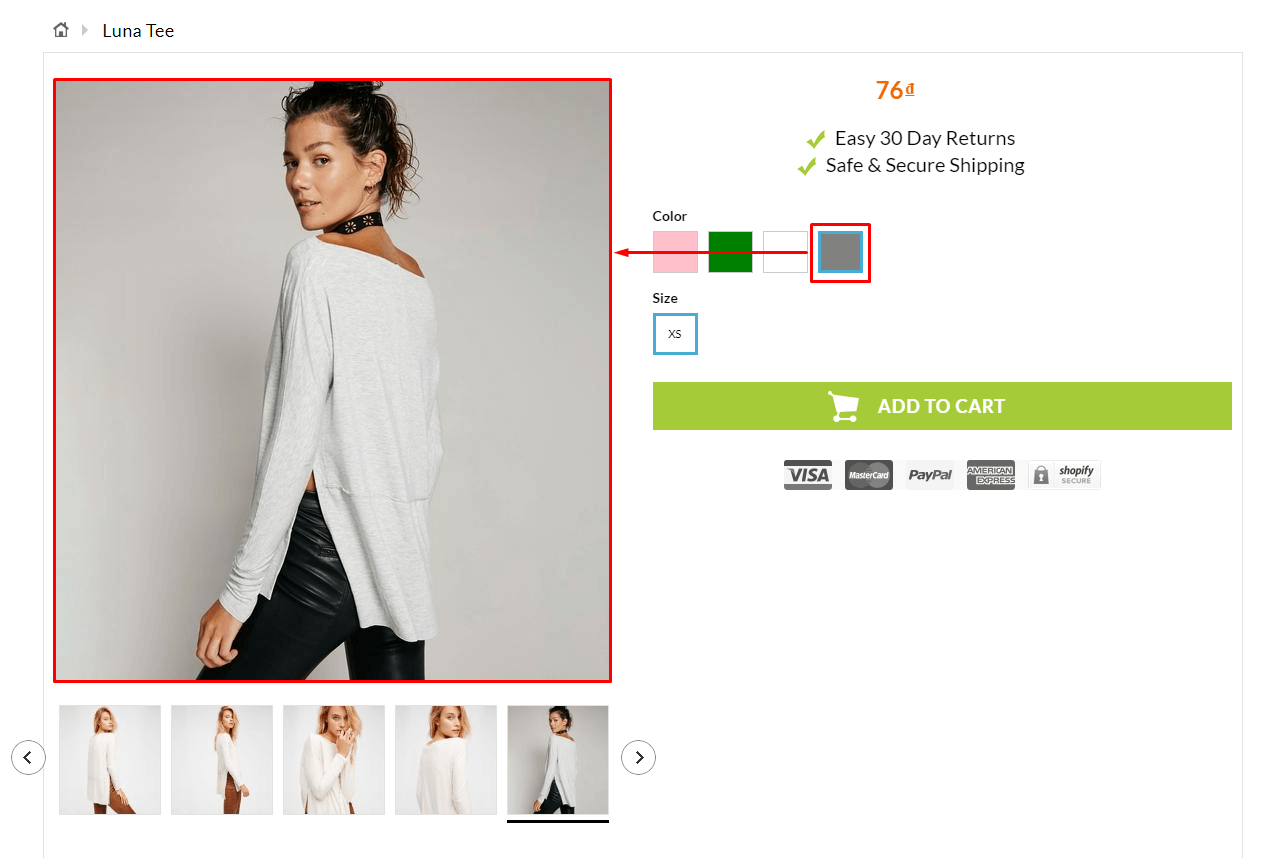 Luna Tee
76₫
Easy 30 Day Returns
Safe & Secure Shipping
Color
Size
XS
ADD TO CART
VISA
MasterCard
PayPal
AMERICAN
EXPRESS
shopify
SECURE